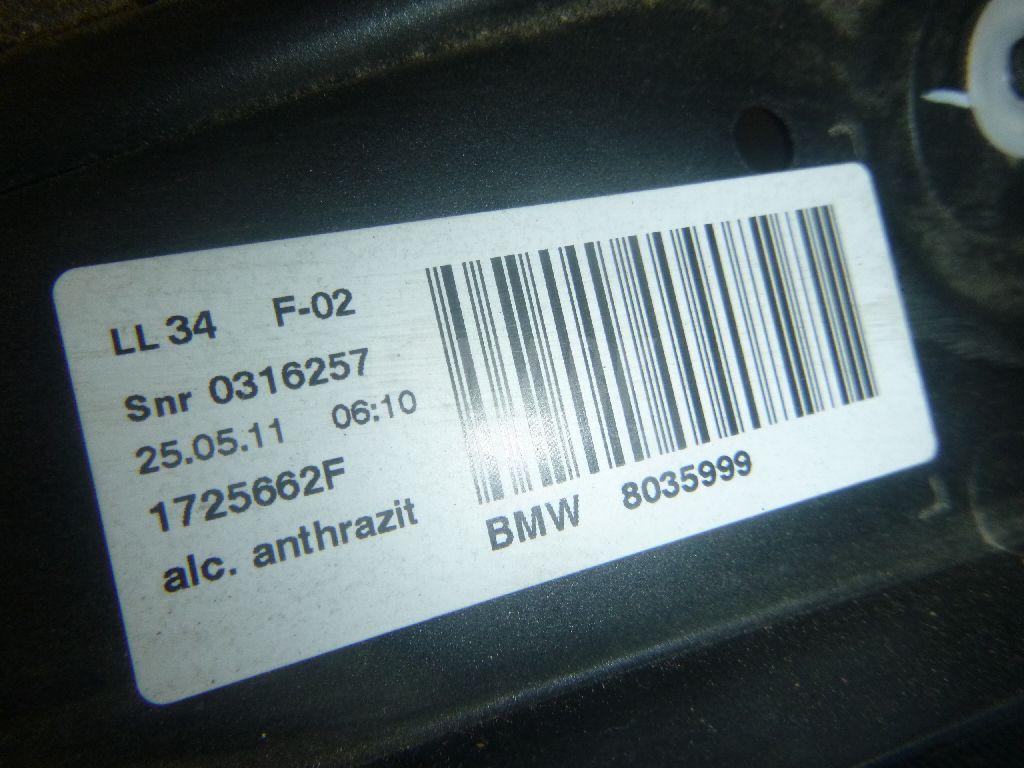 LL 34 F-02
Snr 0316257
25.05.11 06:10
1725662F
alc. anthrazit
BMW 8035999